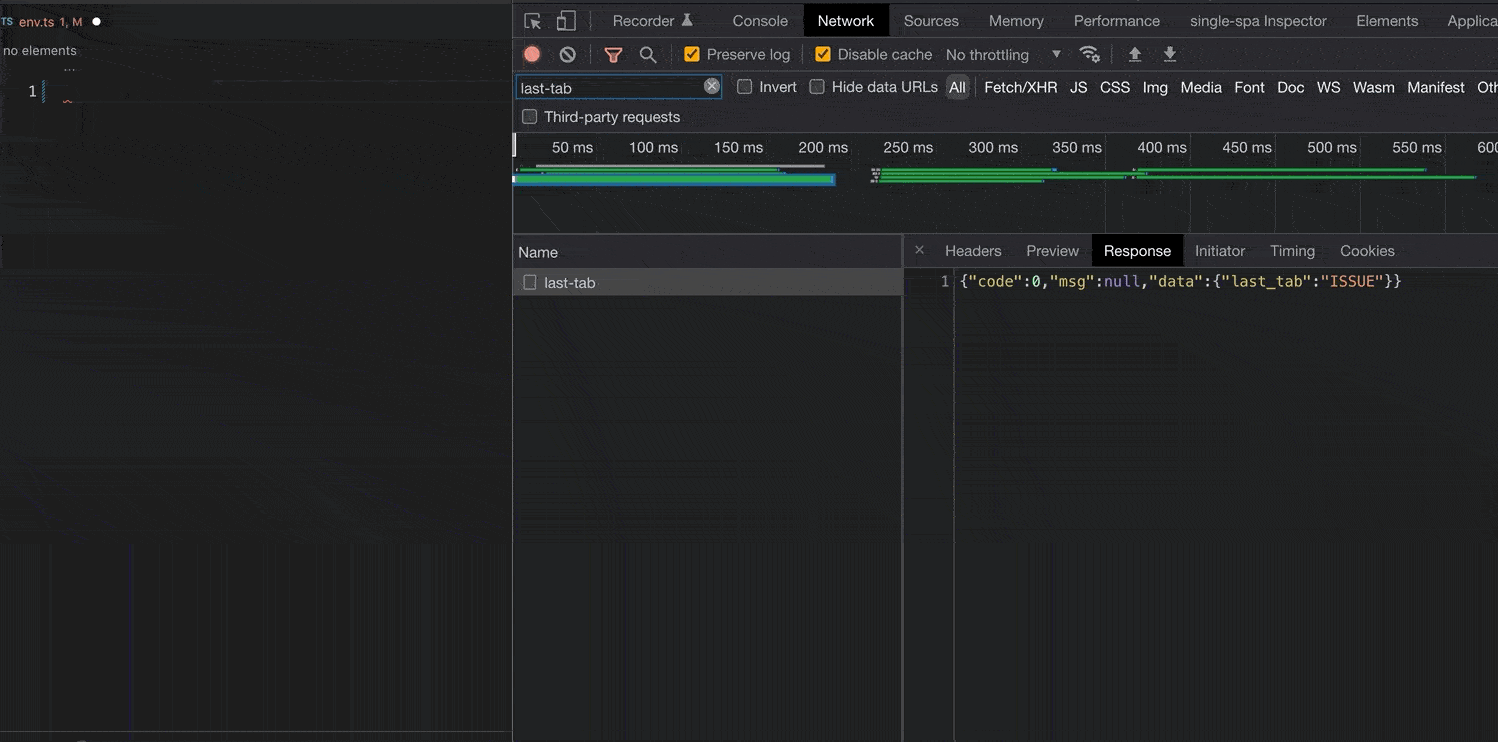 TS env.ts 1, M
no elements
...
1
Recorder Console Network Sources Memory Performance single-spa Inspector Elements Applica
Preserve log Disable cache No throttling
last-tab Invert Hide data URLs All Fetch/XHR JS CSS Img Media Font Doc WS Wasm Manifest Oth
Third-party requests
50 ms 100 ms 150 ms 200 ms 250 ms 300 ms 350 ms 400 ms 450 ms 500 ms 550 ms 600
Name
last-tab
× Headers Preview Response Initiator Timing Cookies
1 {"code":0,"msg":null,"data":{"last_tab":"ISSUE"}}